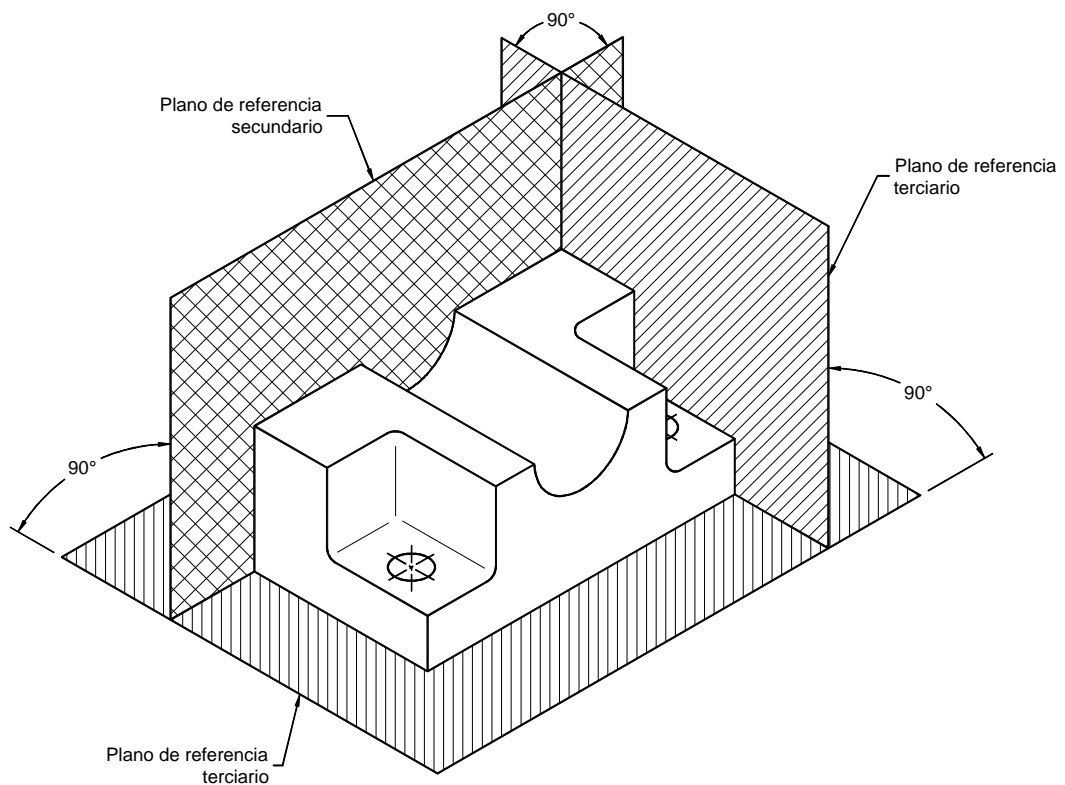 90°
Plano de referencia
secundario
Plano de referencia
terciario
90°
90°
Plano de referencia
terciario